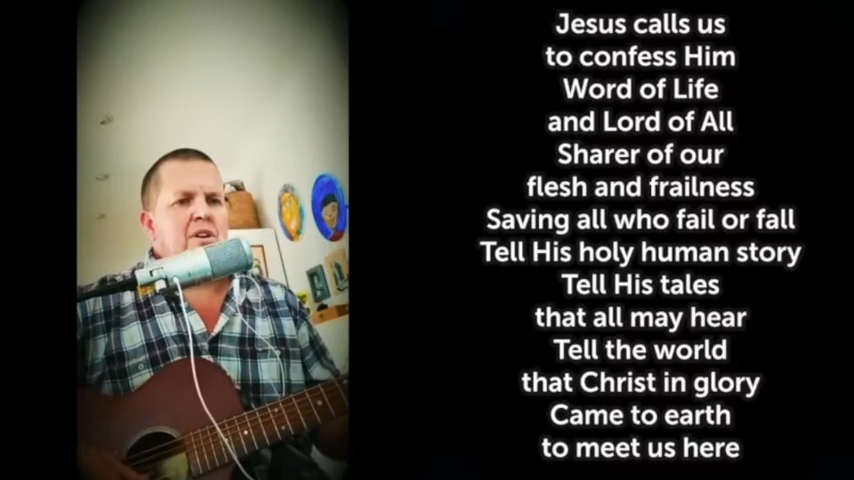 Jesus calls us
to confess Him
Word of Life
and Lord of All
Sharer of our
flesh and frailness
Saving all who fail or fall
Tell His holy human story
Tell His tales
that all may hear
Tell the world
that Christ in glory
Came to earth
to meet us here